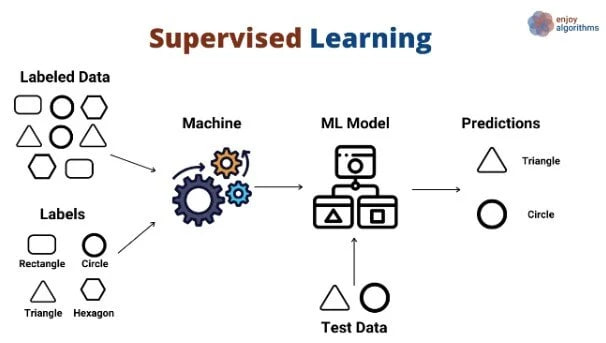 enjoy
algorithms
Supervised Learning
Labeled Data
Machine
ML Model
Predictions
Triangle
Circle
Labels
Rectangle
Circle
Triangle
Hexagon
Test Data